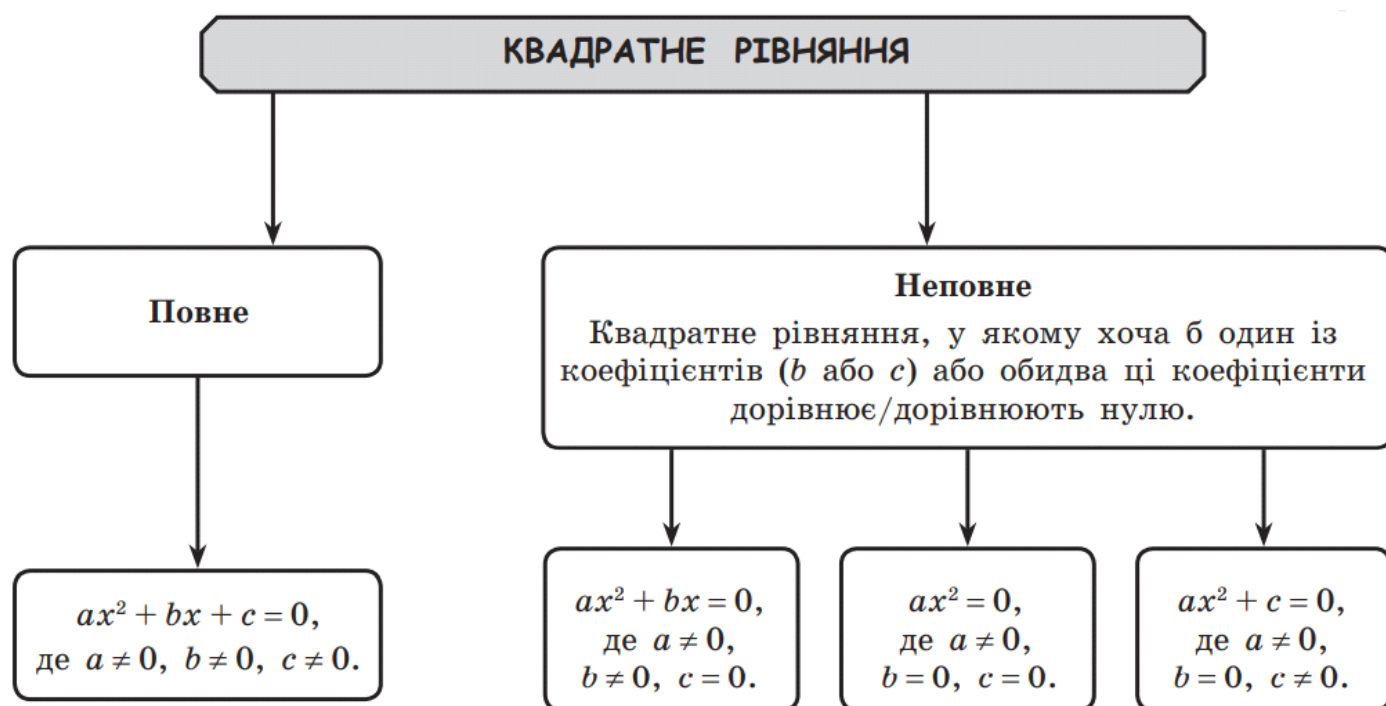 КВАДРАТНЕ РІВНЯННЯ
Повне
Неповне
Квадратне рівняння, у якому хоча б один із
коефіцієнтів (b або c) або обидва ці коефіцієнти
дорівнює/дорівнюють нулю.
ax² + bx + c = 0,
де a ≠ 0, b ≠ 0, c ≠ 0.
ax² + bx = 0,
де a ≠ 0,
b ≠ 0, c = 0.
ax² = 0,
де a ≠ 0,
b = 0, c = 0.
ax² + c = 0,
де a ≠ 0,
b = 0, c ≠ 0.